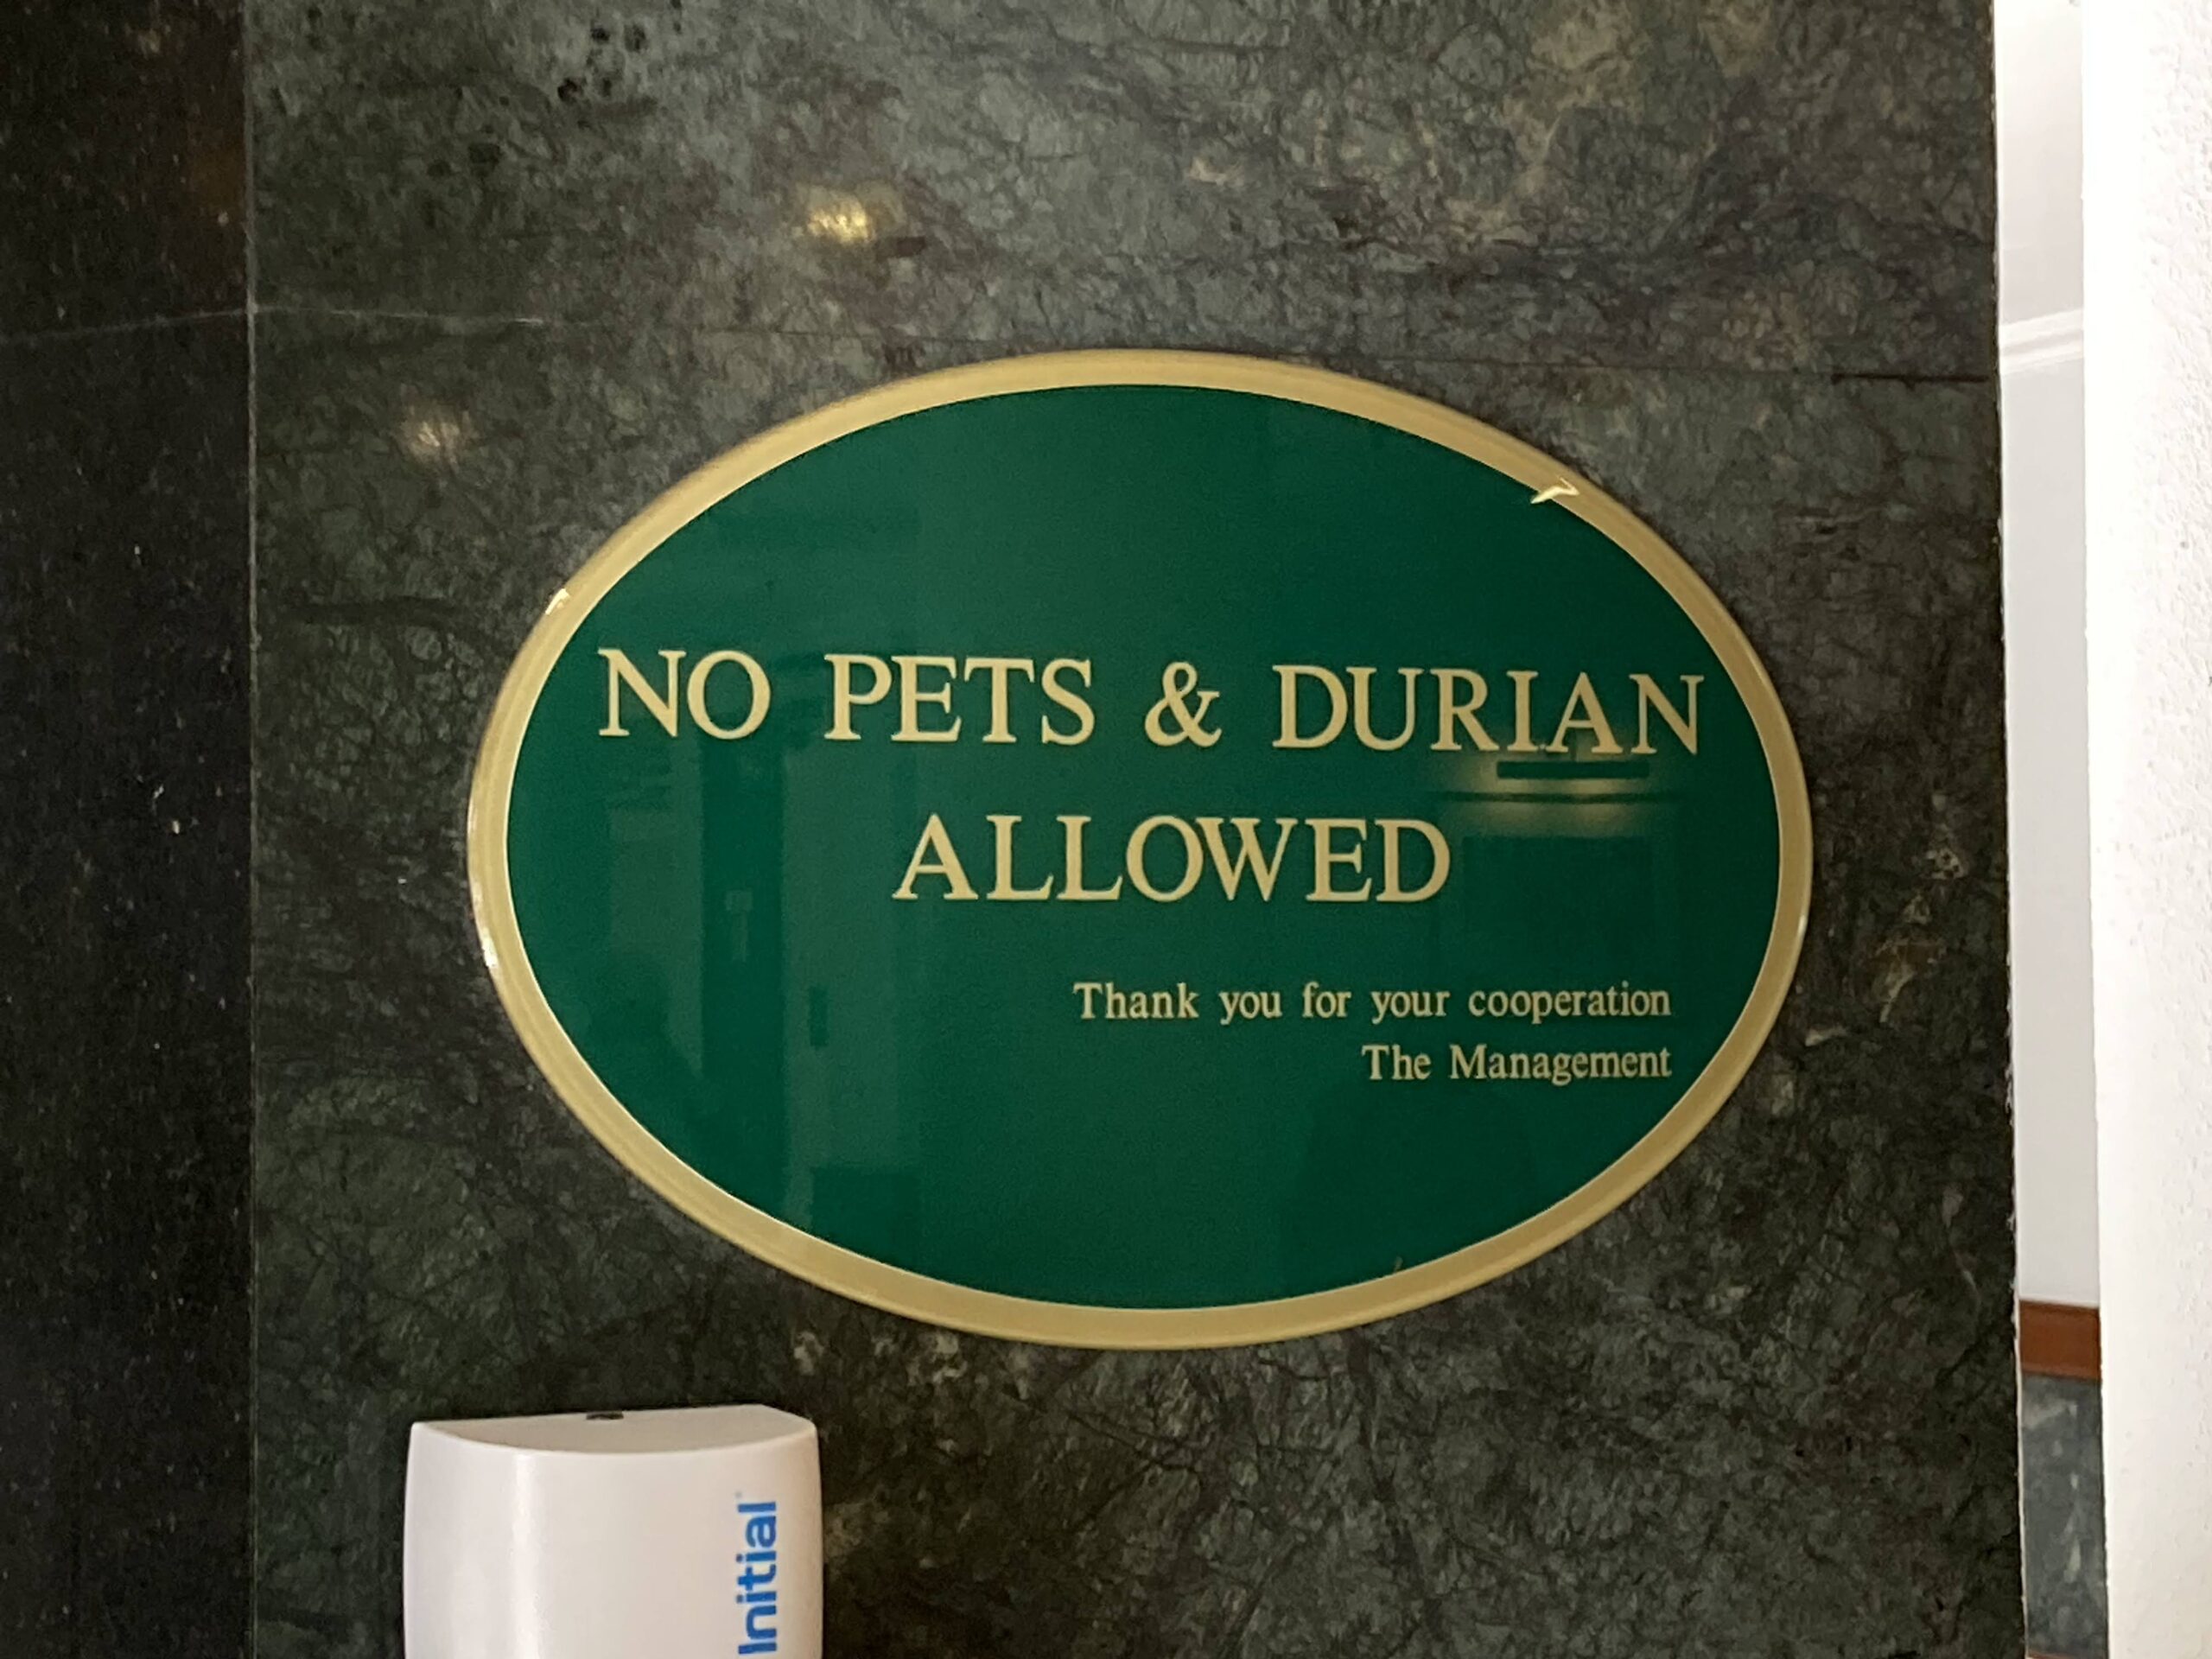 NO PETS & DURIAN
ALLOWED
Thank you for your cooperation
The Management
Initial